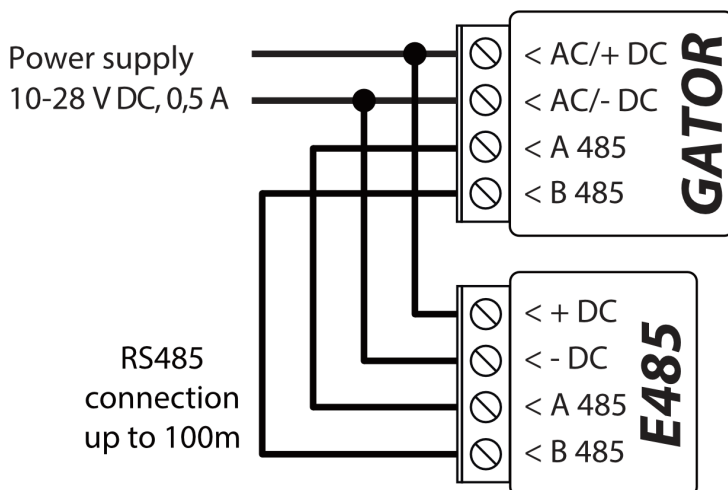 Power supply
10-28 V DC, 0,5 A
< AC/+ DC
< AC/- DC
< A 485
< B 485
GATOR
< + DC
< - DC
< A 485
< B 485
E485
RS485
connection
up to 100m